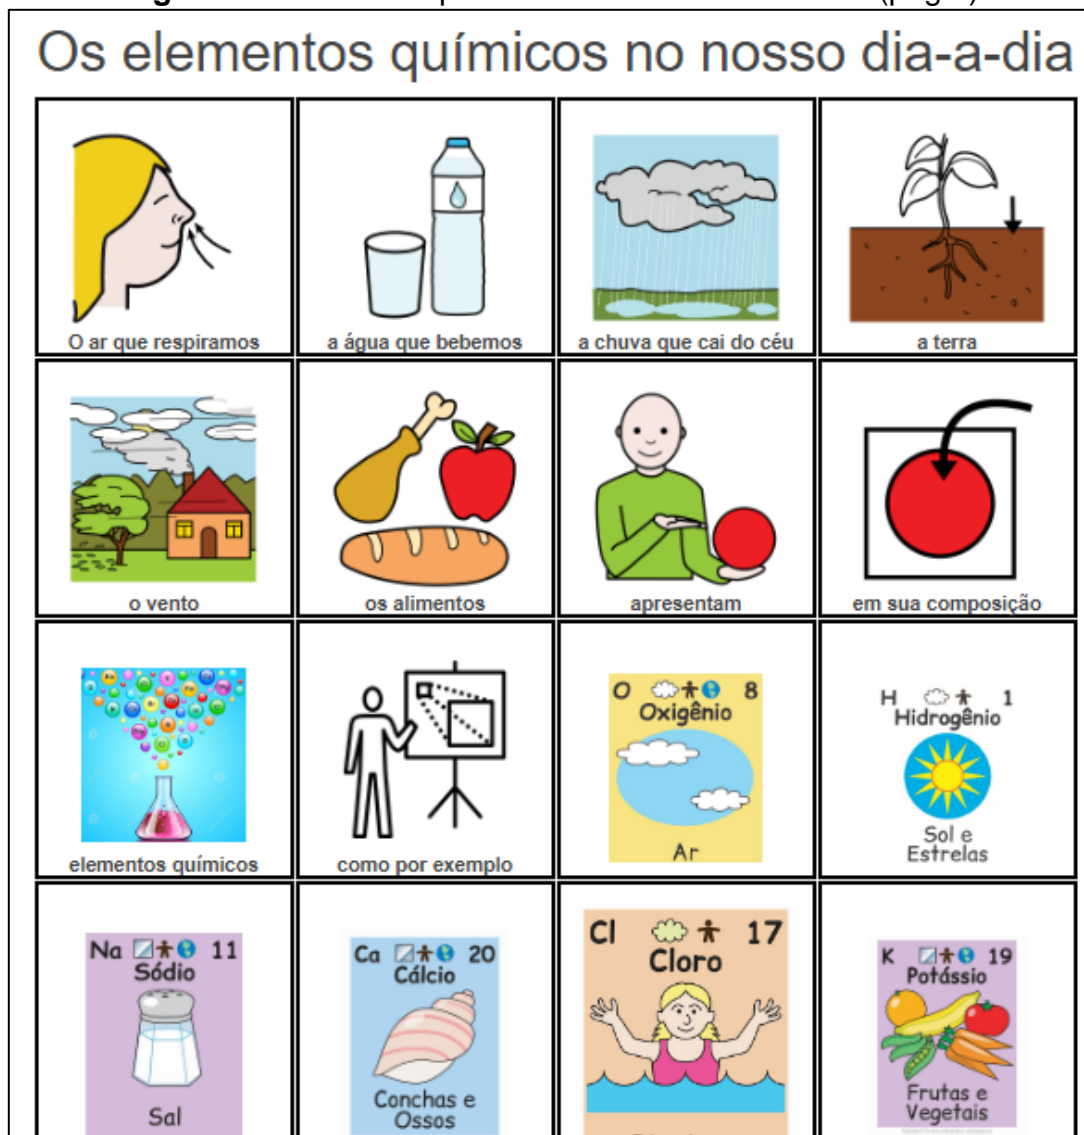 Os elementos químicos no nosso dia-a-dia
O ar que respiramos
a água que bebemos
a chuva que cai do céu
a terra
o vento
os alimentos
apresentam
em sua composição
elementos químicos
como por exemplo
O 8
Oxigênio
Ar
H 1
Hidrogênio
Sol e
Estrelas
Na 11
Sódio
Sal
Ca 20
Cálcio
Conchas e
Ossos
Cl 17
Cloro
K 19
Potássio
Frutas e
Vegetais